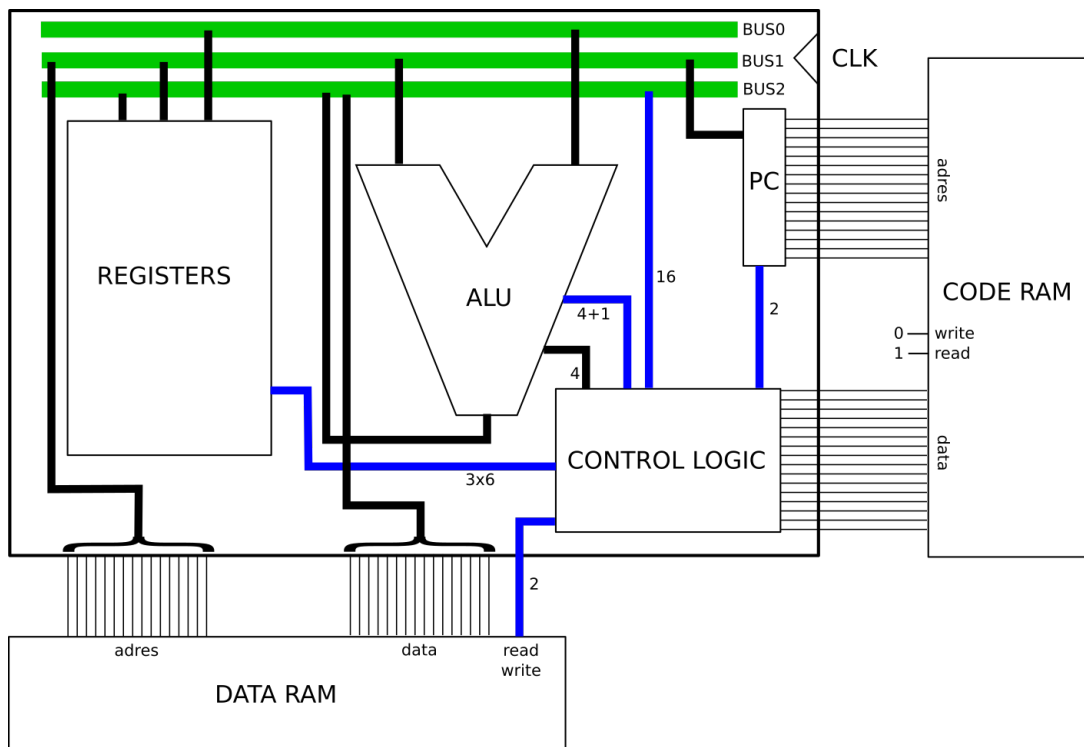 BUS0
BUS1
BUS2
CLK
PC
adres
REGISTERS
ALU
16
4+1
2
CODE RAM
0 write
1 read
4
CONTROL LOGIC
data
3x6
2
adres
data
read
write
DATA RAM